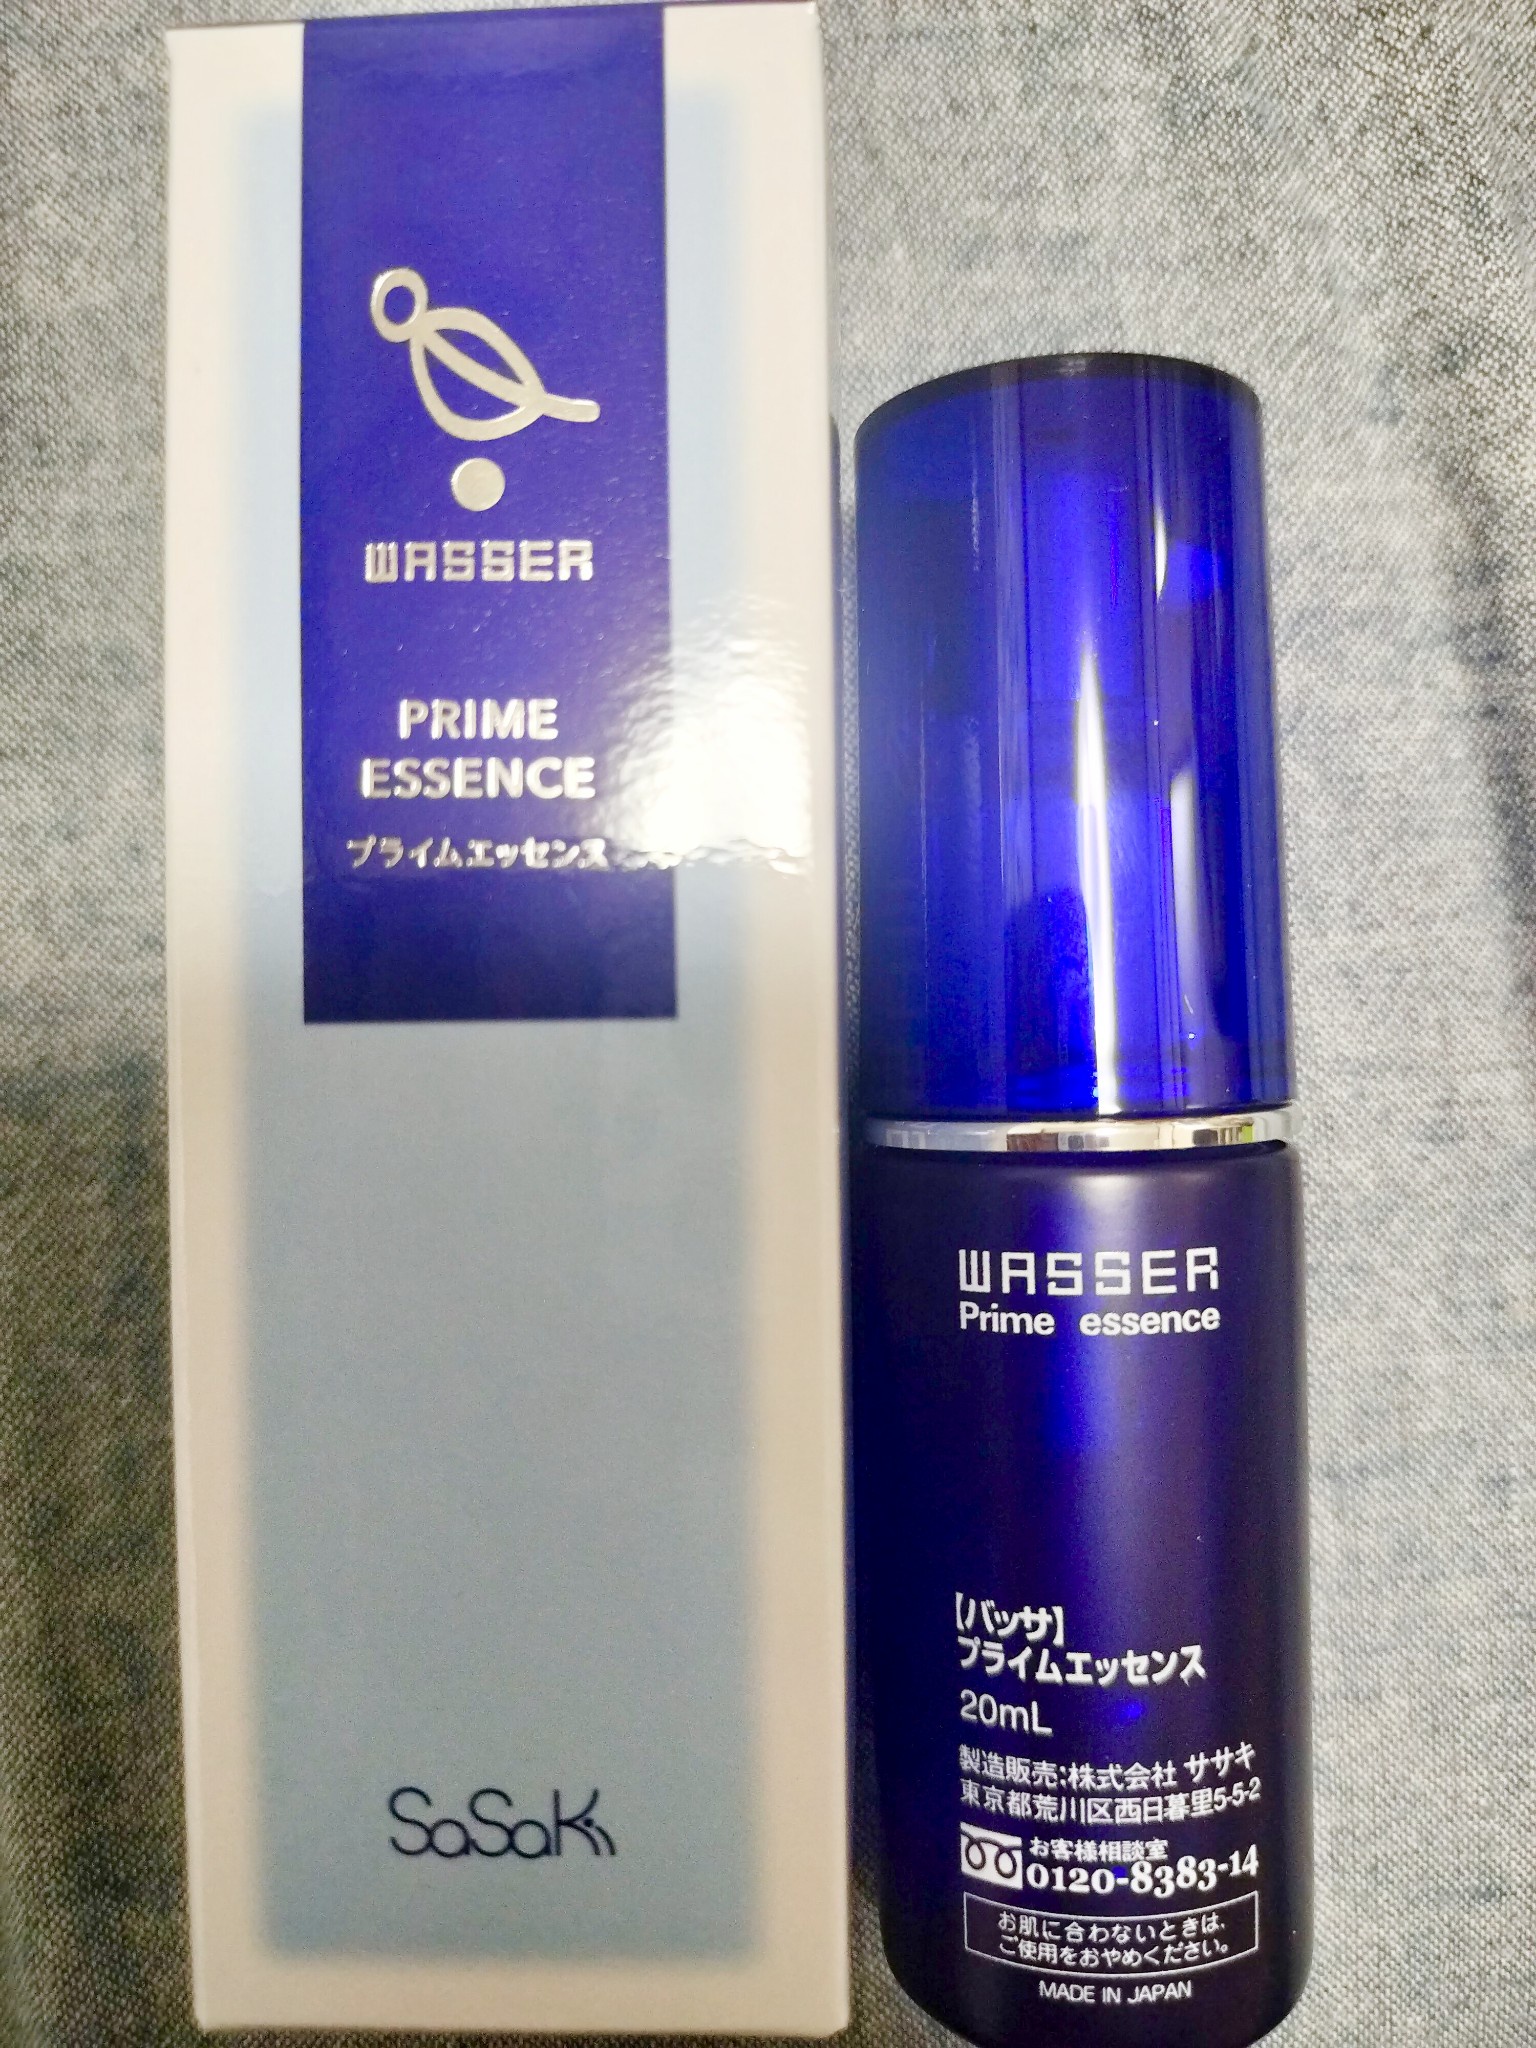 WASSER
PRIME
ESSENCE
プライムエッセンス
SaSaKi
WASSER
Prime essence
【バッサ】
プライムエッセンス
20mL
製造販売:株式会社 ササキ
東京都荒川区西日暮里5-5-2
お客様相談室
0120-8383-14
お肌に合わないときは、
ご使用をおやめください。
MADE IN JAPAN